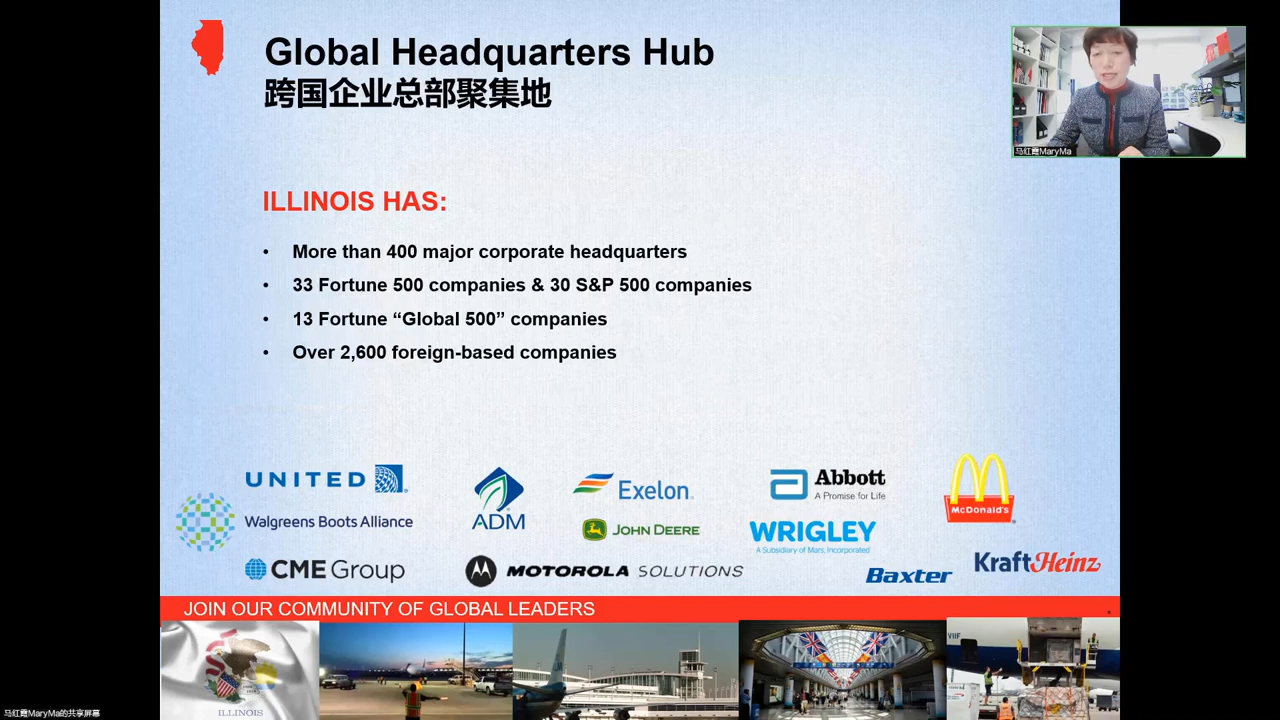 Global Headquarters Hub
跨国企业总部聚集地
马红霞MaryMa
ILLINOIS HAS:
• More than 400 major corporate headquarters
• 33 Fortune 500 companies & 30 S&P 500 companies
• 13 Fortune “Global 500” companies
• Over 2,600 foreign-based companies
UNITED
Walgreens Boots Alliance
CME Group
ADM
Exelon
JOHN DEERE
MOTOROLA SOLUTIONS
Abbott
A Promise for Life
WRIGLEY
A Subsidiary of Mars, Incorporated
Baxter
McDonald's
KraftHeinz
JOIN OUR COMMUNITY OF GLOBAL LEADERS
ILLINOIS
马红霞MaryMa的共享屏幕